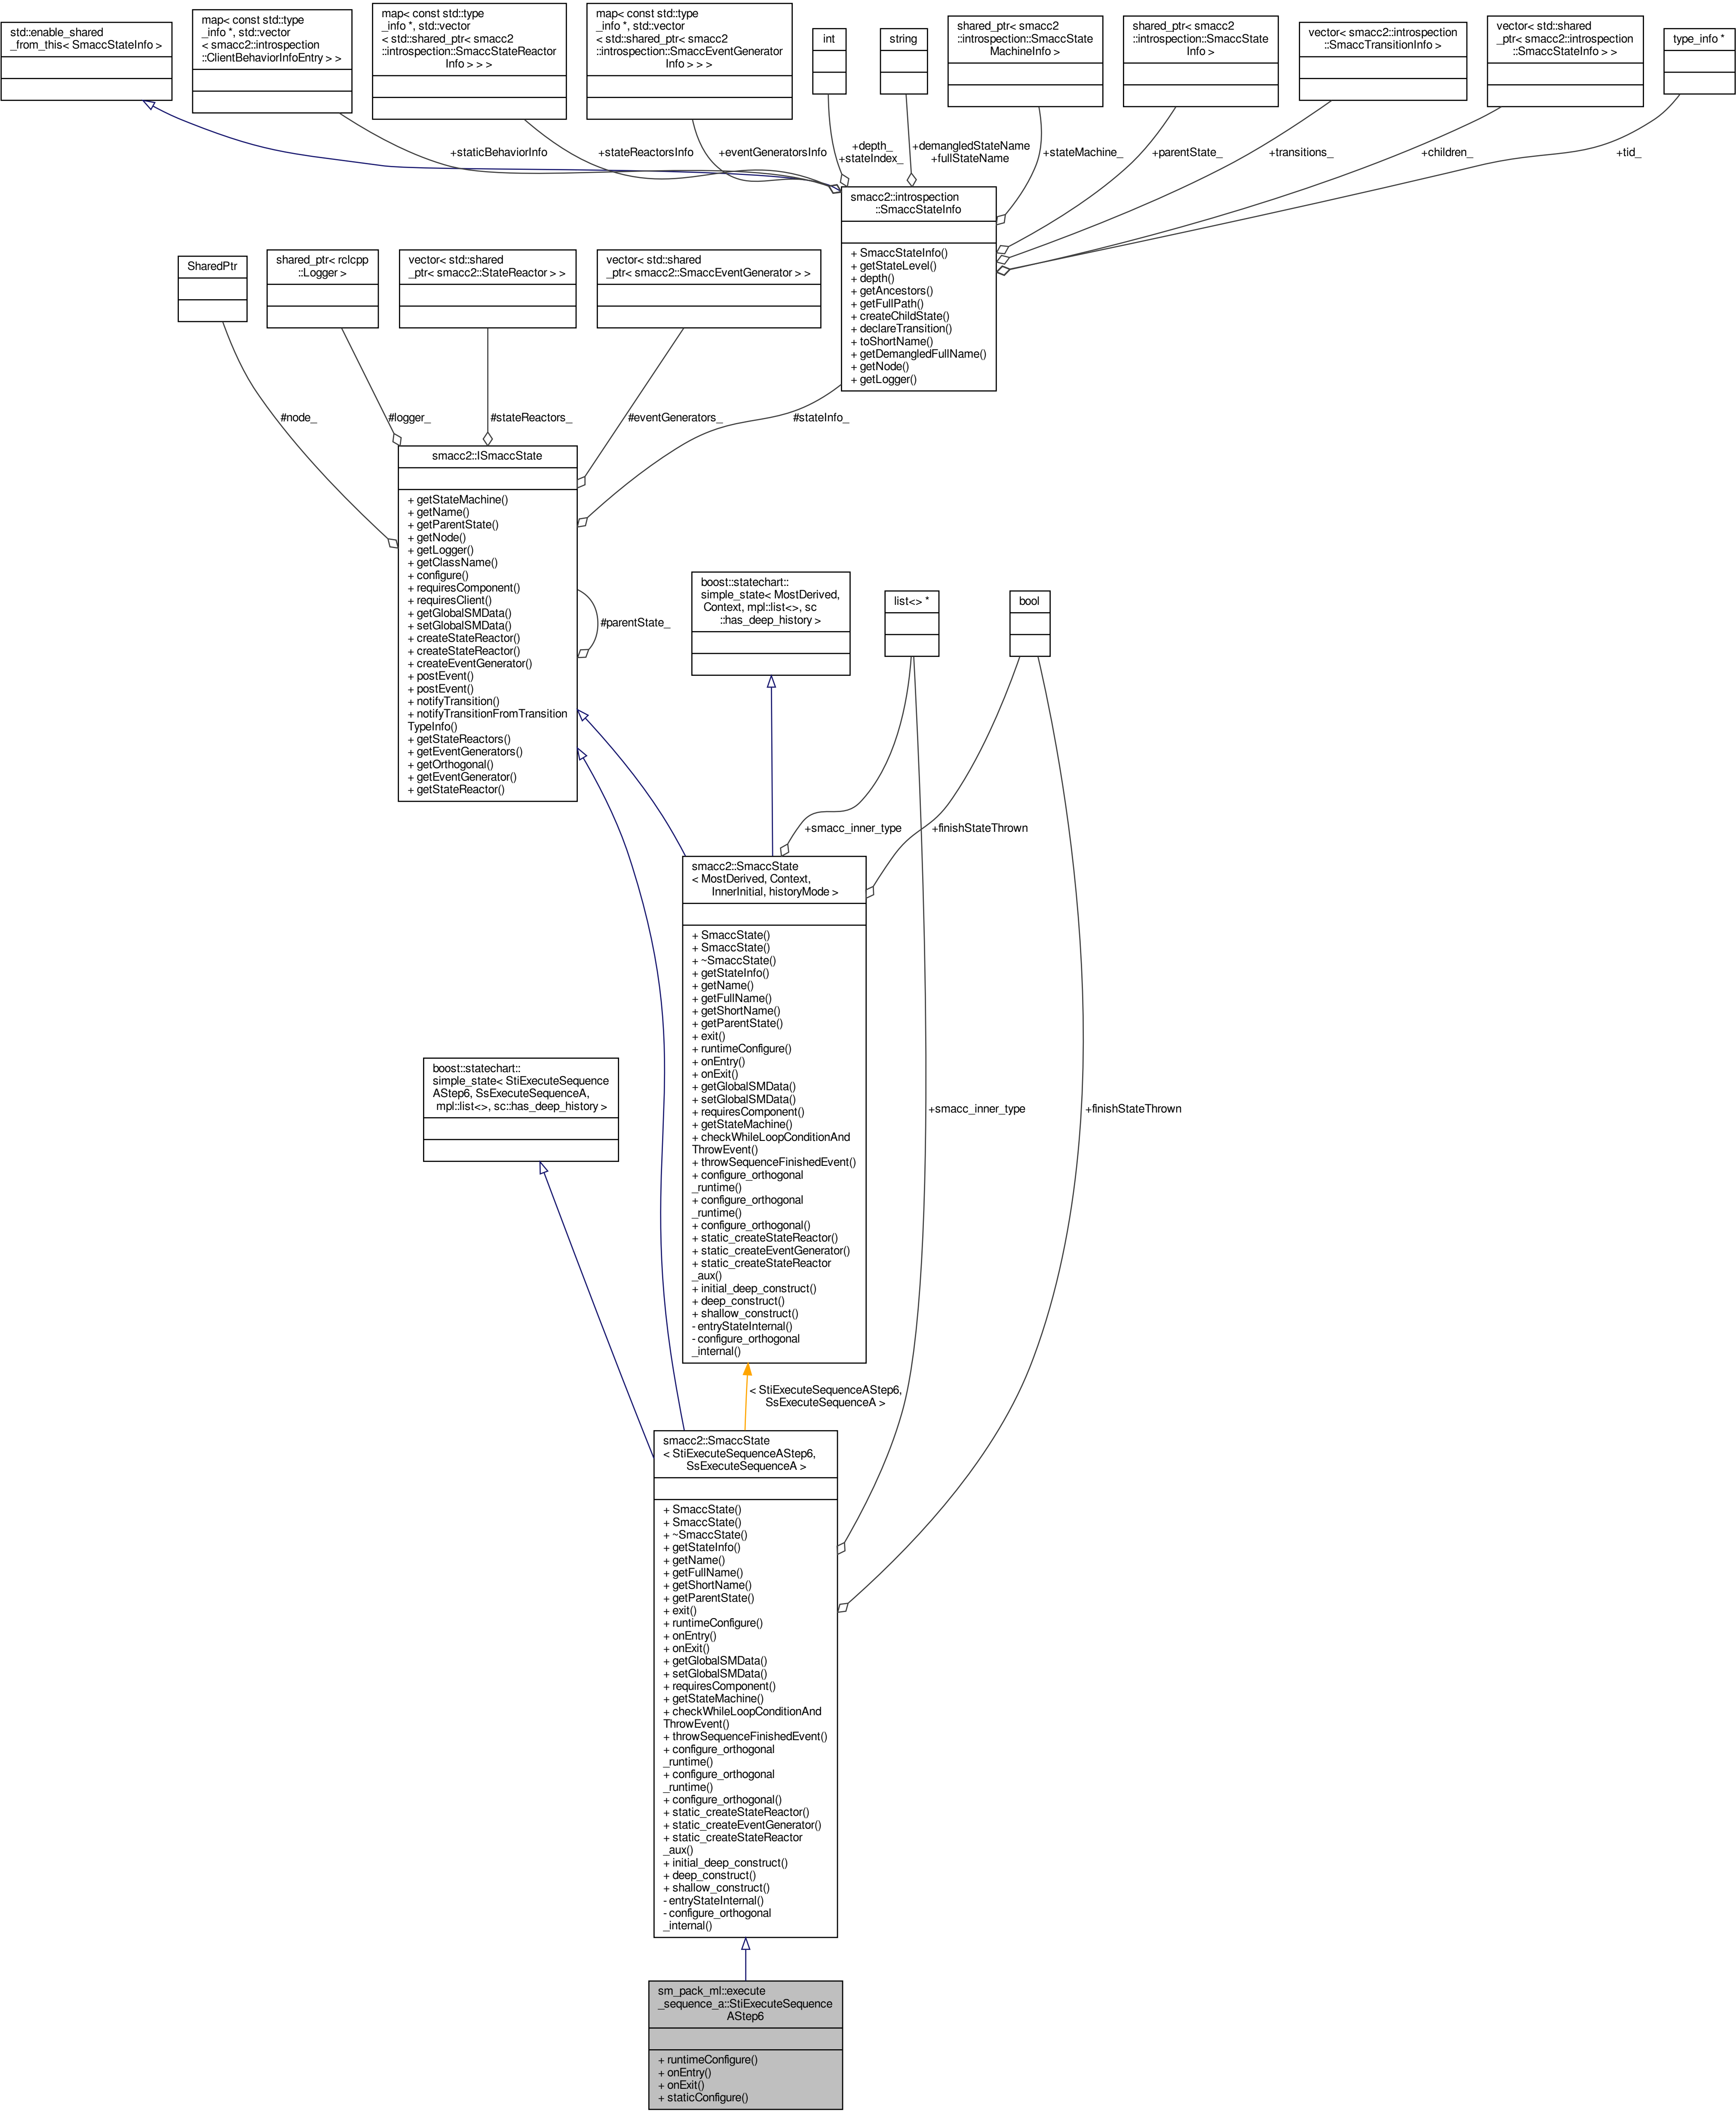 std::enable_shared
_from_this< SmaccStateInfo >
map< const std::type
_info *, std::vector
< smacc2::introspection
::ClientBehaviorInfoEntry > >
map< const std::type
_info *, std::vector
< std::shared_ptr< smacc2
::introspection::SmaccStateReactor
Info > > >
map< const std::type
_info *, std::vector
< std::shared_ptr< smacc2
::introspection::SmaccEventGenerator
Info > > >
int
string
shared_ptr< smacc2
::introspection::SmaccState
MachineInfo >
shared_ptr< smacc2
::introspection::SmaccState
Info >
vector< smacc2::introspection
::SmaccTransitionInfo >
vector< std::shared
_ptr< smacc2::introspection
::SmaccStateInfo > >
type_info *
+staticBehaviorInfo
+stateReactorsInfo
+eventGeneratorsInfo
+depth_
+stateIndex_
+demangledStateName
+fullStateName
+stateMachine_
+parentState_
+transitions_
+children_
+tid_
smacc2::introspection
::SmaccStateInfo
+ SmaccStateInfo()
+ getStateLevel()
+ depth()
+ getAncestors()
+ getFullPath()
+ createChildState()
+ declareTransition()
+ toShortName()
+ getDemangledFullName()
+ getNode()
+ getLogger()
SharedPtr
shared_ptr< rclcpp
::Logger >
vector< std::shared
_ptr< smacc2::StateReactor > >
vector< std::shared
_ptr< smacc2::SmaccEventGenerator > >
#node_
#logger_
#stateReactors_
#eventGenerators_
#stateInfo_
smacc2::ISmaccState
+ getStateMachine()
+ getName()
+ getParentState()
+ getNode()
+ getLogger()
+ getClassName()
+ configure()
+ requiresComponent()
+ requiresClient()
+ getGlobalSMData()
+ setGlobalSMData()
+ createStateReactor()
+ createStateReactor()
+ createEventGenerator()
+ postEvent()
+ postEvent()
+ notifyTransition()
+ notifyTransitionFromTransition
TypeInfo()
+ getStateReactors()
+ getEventGenerators()
+ getOrthogonal()
+ getEventGenerator()
+ getStateReactor()
#parentState_
boost::statechart::
simple_state< MostDerived,
Context, mpl::list<>, sc
::has_deep_history >
list<> *
bool
+smacc_inner_type
+finishStateThrown
smacc2::SmaccState
< MostDerived, Context,
InnerInitial, historyMode >
+ SmaccState()
+ SmaccState()
+ ~SmaccState()
+ getStateInfo()
+ getName()
+ getFullName()
+ getShortName()
+ getParentState()
+ exit()
+ runtimeConfigure()
+ onEntry()
+ onExit()
+ getGlobalSMData()
+ setGlobalSMData()
+ requiresComponent()
+ getStateMachine()
+ checkWhileLoopConditionAnd
ThrowEvent()
+ throwSequenceFinishedEvent()
+ configure_orthogonal
_runtime()
+ configure_orthogonal
_runtime()
+ configure_orthogonal()
+ static_createStateReactor()
+ static_createEventGenerator()
+ static_createStateReactor
_aux()
+ initial_deep_construct()
+ deep_construct()
+ shallow_construct()
- entryStateInternal()
- configure_orthogonal
_internal()
boost::statechart::
simple_state< StiExecuteSequence
AStep6, SsExecuteSequenceA,
mpl::list<>, sc::has_deep_history >
+smacc_inner_type
+finishStateThrown
< StiExecuteSequenceAStep6,
SsExecuteSequenceA >
smacc2::SmaccState
< StiExecuteSequenceAStep6,
SsExecuteSequenceA >
+ SmaccState()
+ SmaccState()
+ ~SmaccState()
+ getStateInfo()
+ getName()
+ getFullName()
+ getShortName()
+ getParentState()
+ exit()
+ runtimeConfigure()
+ onEntry()
+ onExit()
+ getGlobalSMData()
+ setGlobalSMData()
+ requiresComponent()
+ getStateMachine()
+ checkWhileLoopConditionAnd
ThrowEvent()
+ throwSequenceFinishedEvent()
+ configure_orthogonal
_runtime()
+ configure_orthogonal
_runtime()
+ configure_orthogonal()
+ static_createStateReactor()
+ static_createEventGenerator()
+ static_createStateReactor
_aux()
+ initial_deep_construct()
+ deep_construct()
+ shallow_construct()
- entryStateInternal()
- configure_orthogonal
_internal()
sm_pack_ml::execute
_sequence_a::StiExecuteSequence
AStep6
+ runtimeConfigure()
+ onEntry()
+ onExit()
+ staticConfigure()